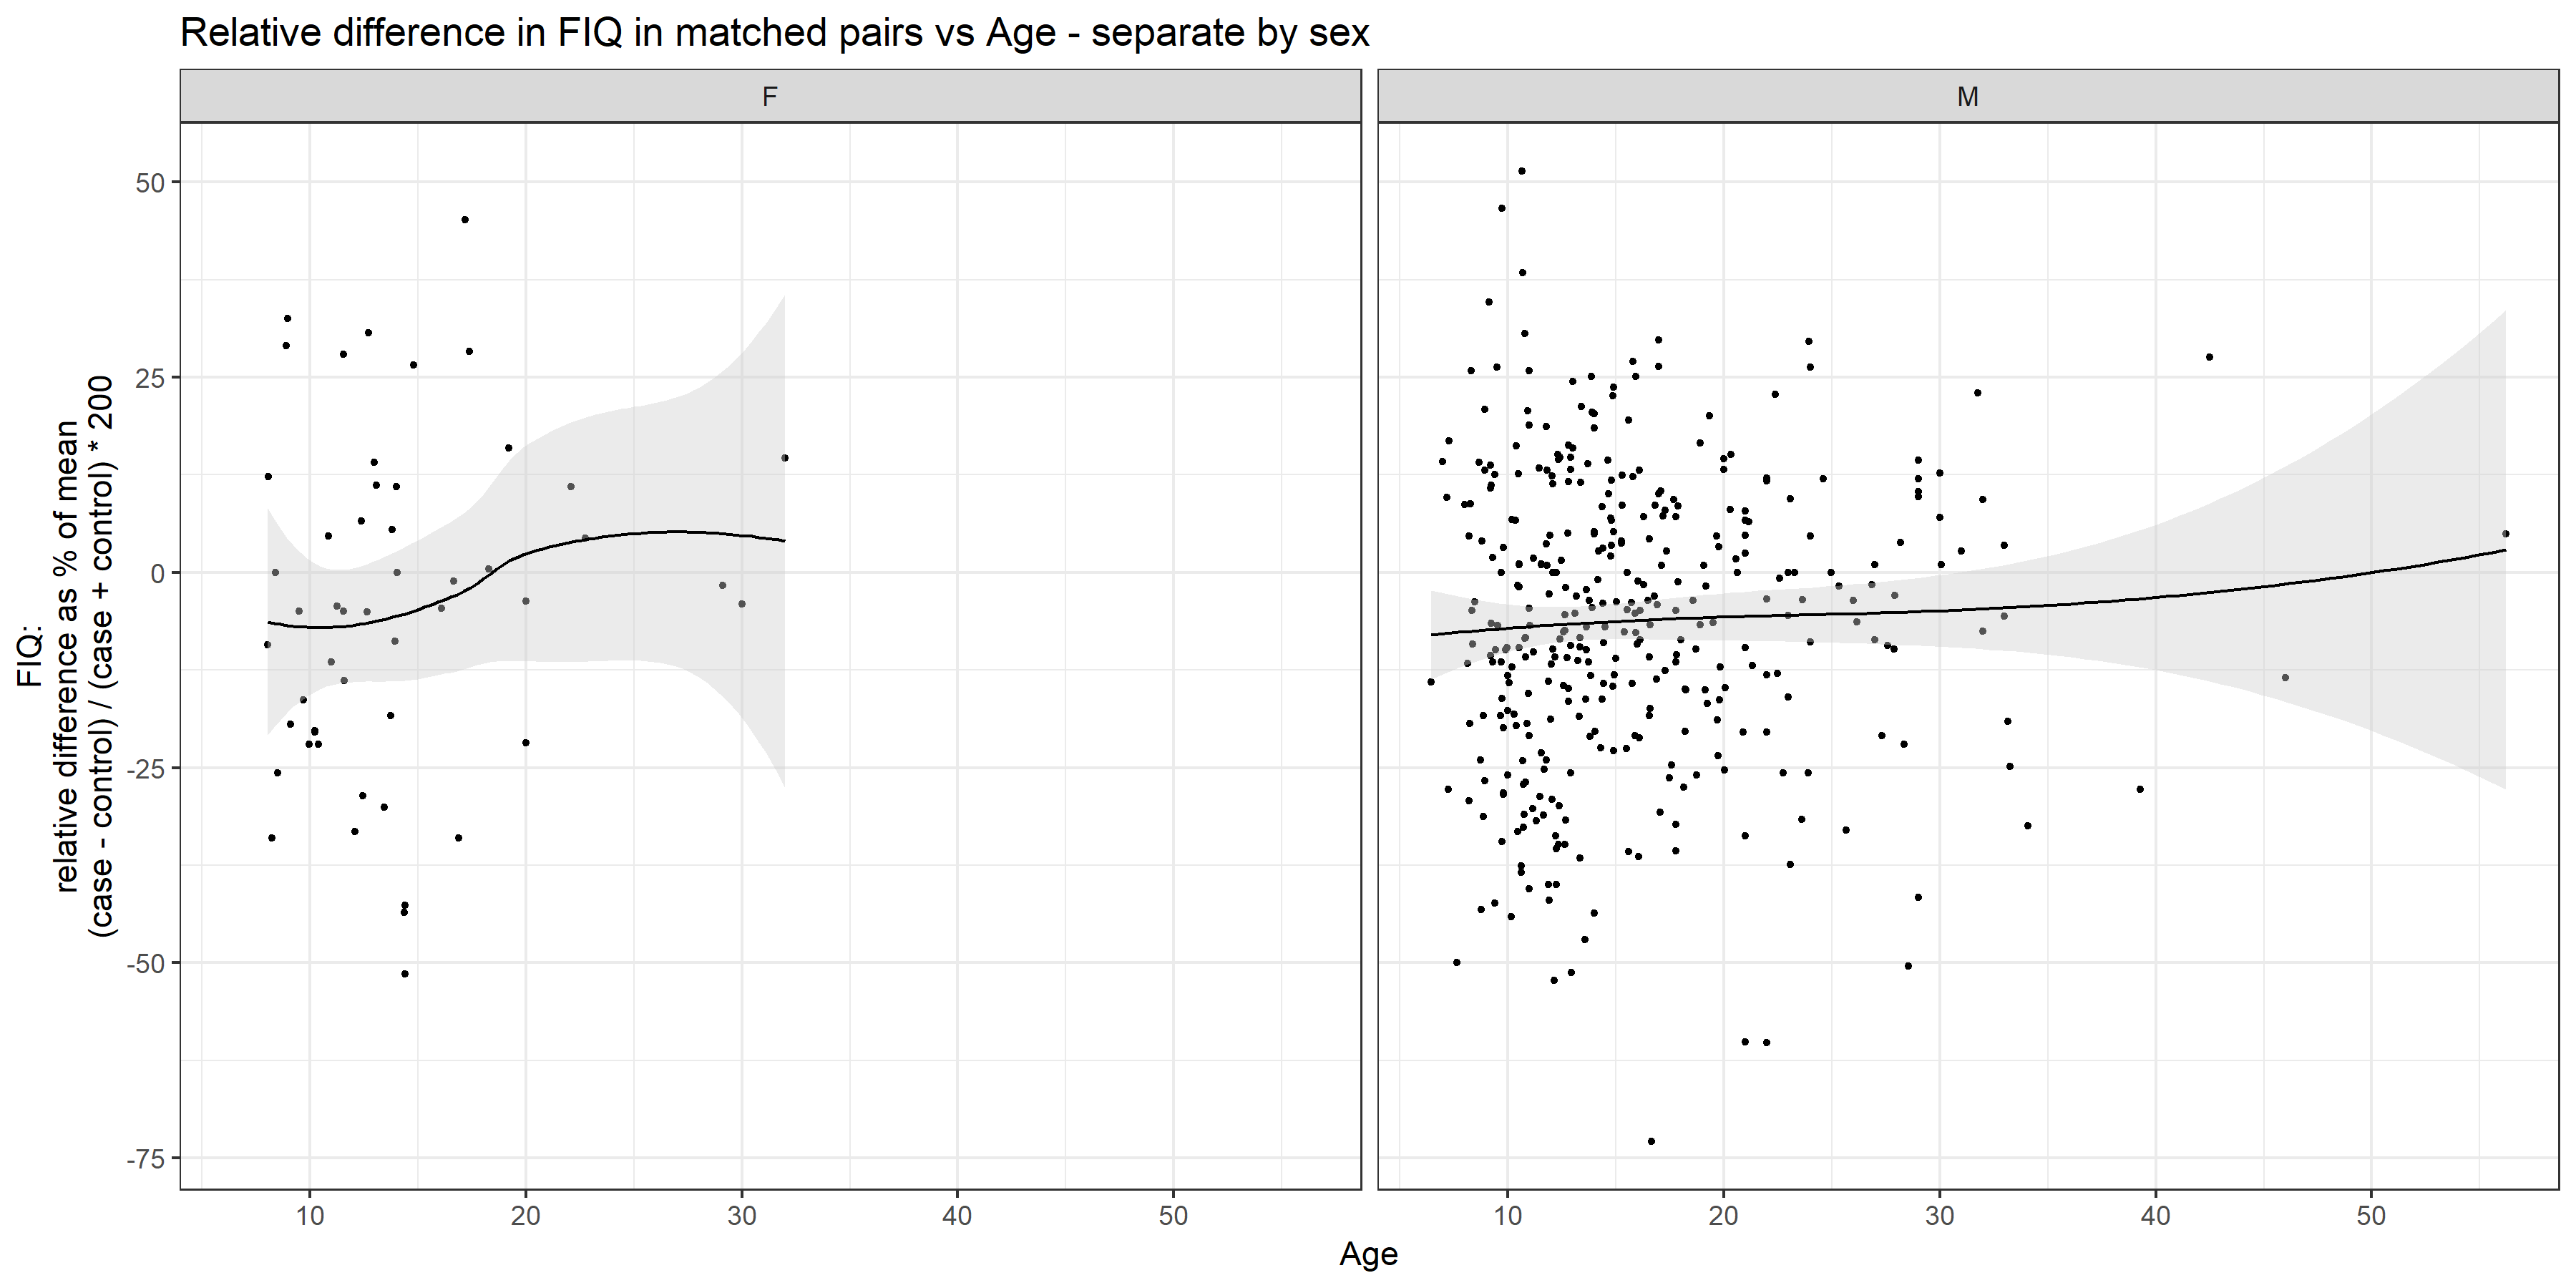 Relative difference in FIQ in matched pairs vs Age - separate by sex
F
M
FIQ:
relative difference as % of mean
(case - control) / (case + control) * 200
50
25
0
-25
-50
-75
10 20 30 40 50
10 20 30 40 50
Age